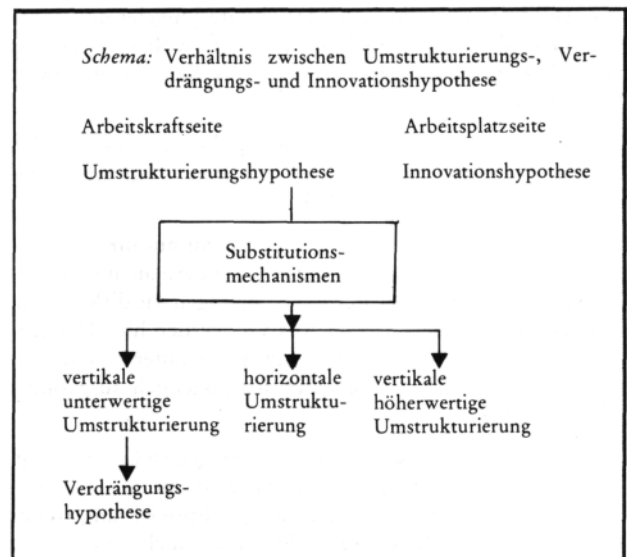 Schema: Verhältnis zwischen Umstrukturierungs-, Ver-
drängungs- und Innovationshypothese
Arbeitskraftseite Arbeitsplatzseite
Umstrukturierungshypothese Innovationshypothese
Substitutions-
mechanismen
vertikale
unterwertige
Umstrukturierung
horizontale
Umstruktu-
rierung
vertikale
höherwertige
Umstrukturierung
Verdrängungs-
hypothese